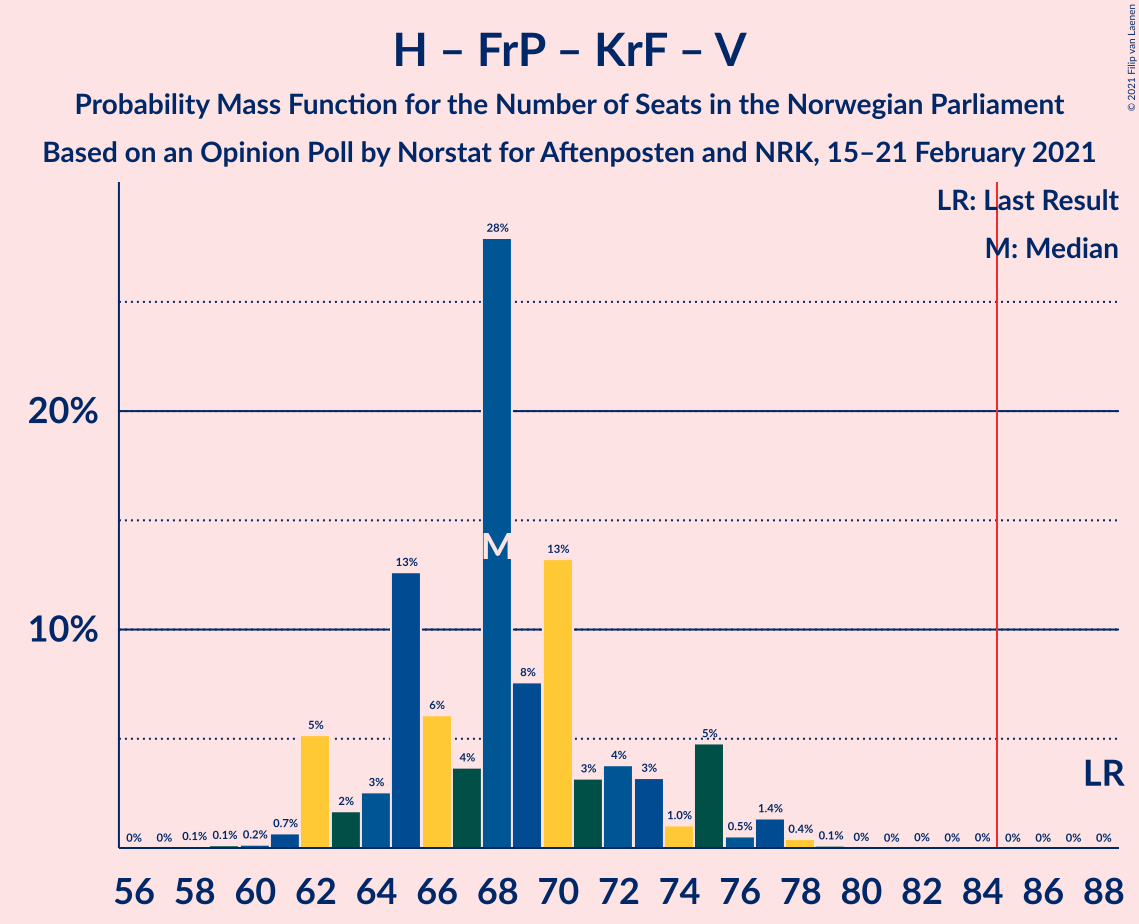 H – FrP – KrF – V
Probability Mass Function for the Number of Seats in the Norwegian Parliament
Based on an Opinion Poll by Norstat for Aftenposten and NRK, 15–21 February 2021
© 2021 Filip van Laenen
LR: Last Result
M: Median
20%
10%
0% 0% 0.1% 0.1% 0.2% 0.7% 5% 2% 3% 13% 6% 4% 28% 8% 13% 3% 4% 3% 1.0% 5% 0.5% 1.4% 0.4% 0.1% 0% 0% 0% 0% 0% 0% 0% 0% 0%
M
LR
56 58 60 62 64 66 68 70 72 74 76 78 80 82 84 86 88